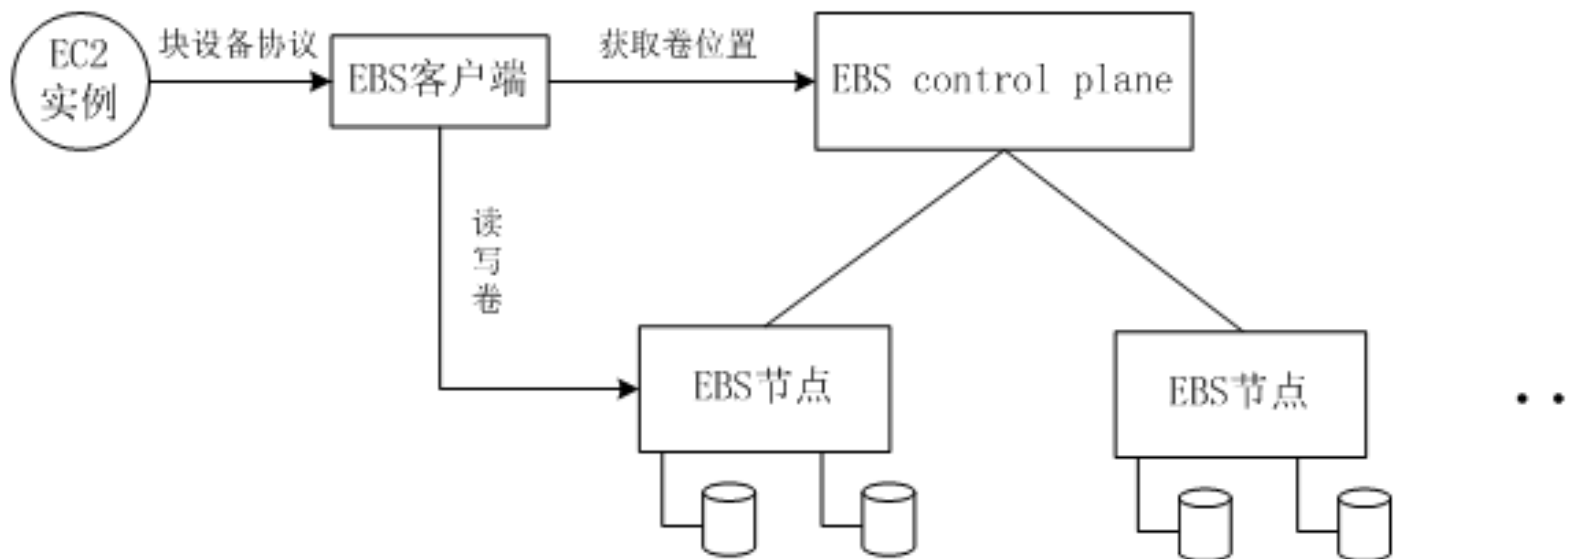 EC2
实例
块设备协议
EBS客户端
获取卷位置
EBS control plane
读
写
卷
EBS节点
EBS节点